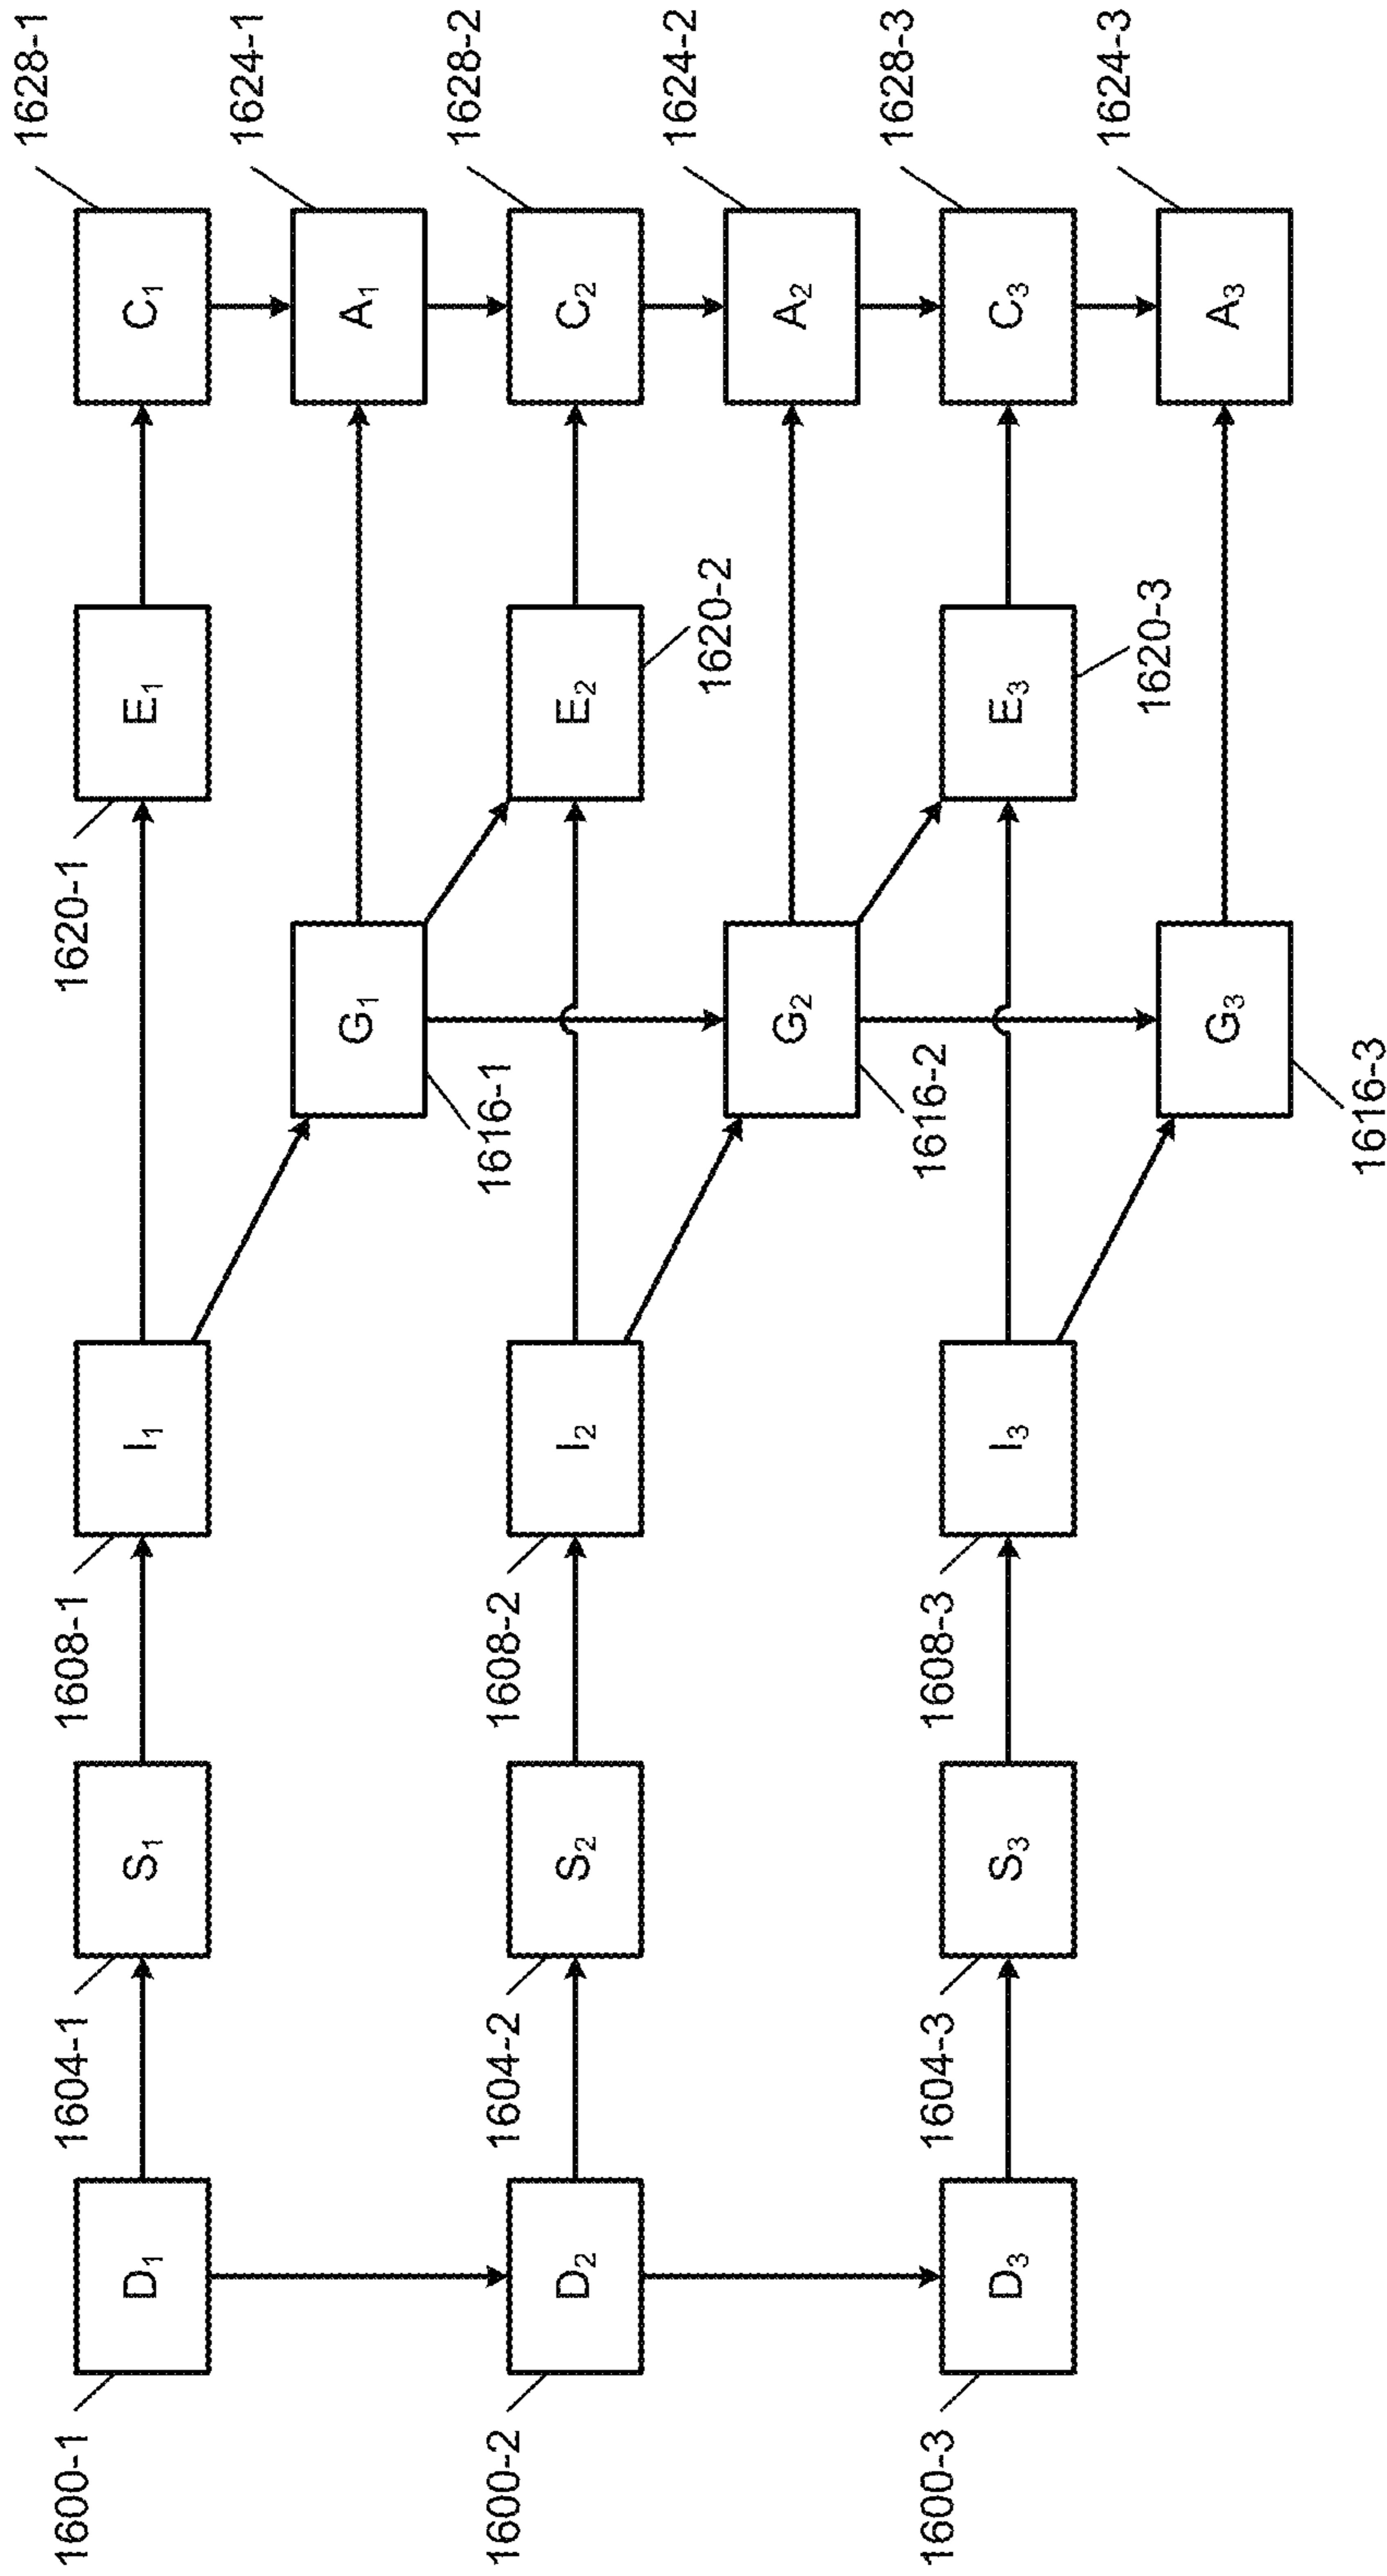 1600-1
D₁
1604-1
S₁
1608-1
I₁
1620-1
E₁
C₁
1628-1
G₁
1616-1
A₁
1624-1
1600-2
D₂
1604-2
S₂
1608-2
I₂
E₂
1620-2
C₂
1628-2
G₂
1616-2
A₂
1624-2
1600-3
D₃
1604-3
S₃
1608-3
I₃
E₃
1620-3
C₃
1628-3
G₃
1616-3
A₃
1624-3